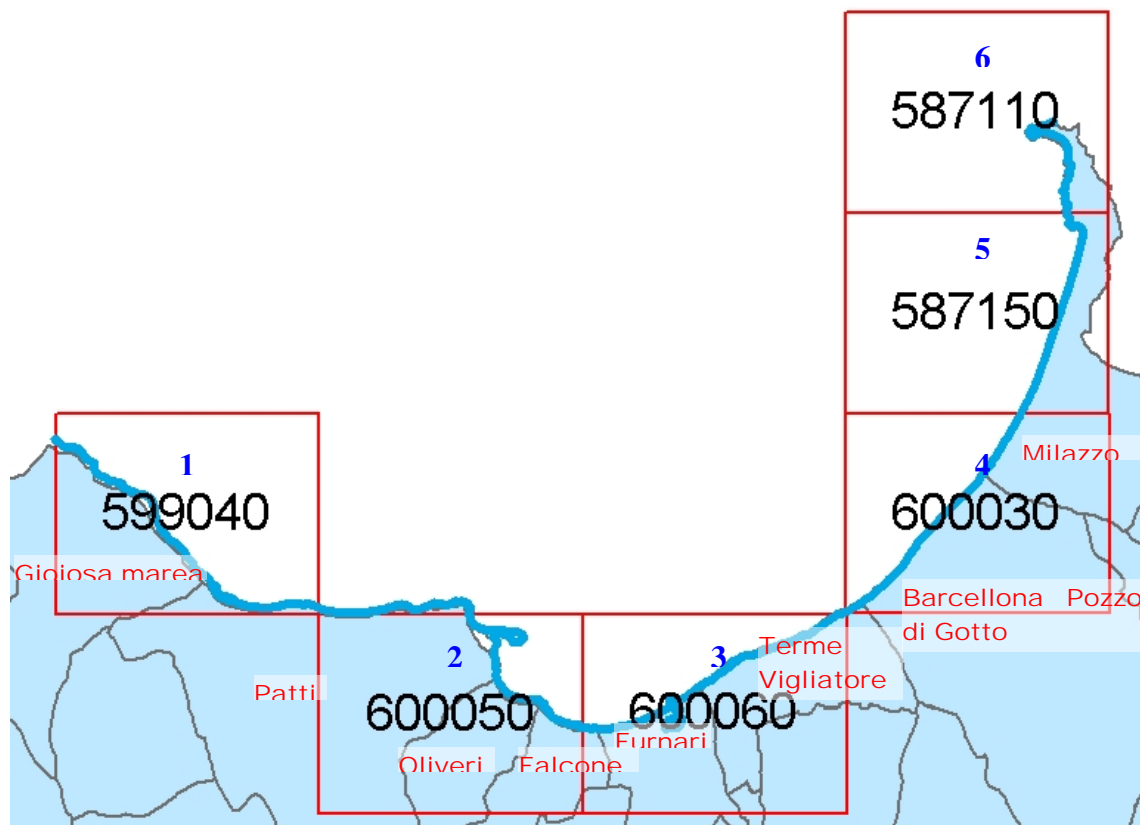 6
587110
5
587150
Milazzo
1
4
599040
600030
Gioiosa marea
Barcellona Pozzo
di Gotto
Terme
Vigliatore
2
3
Patti
600050
600060
Furnari
Oliveri
Falcone